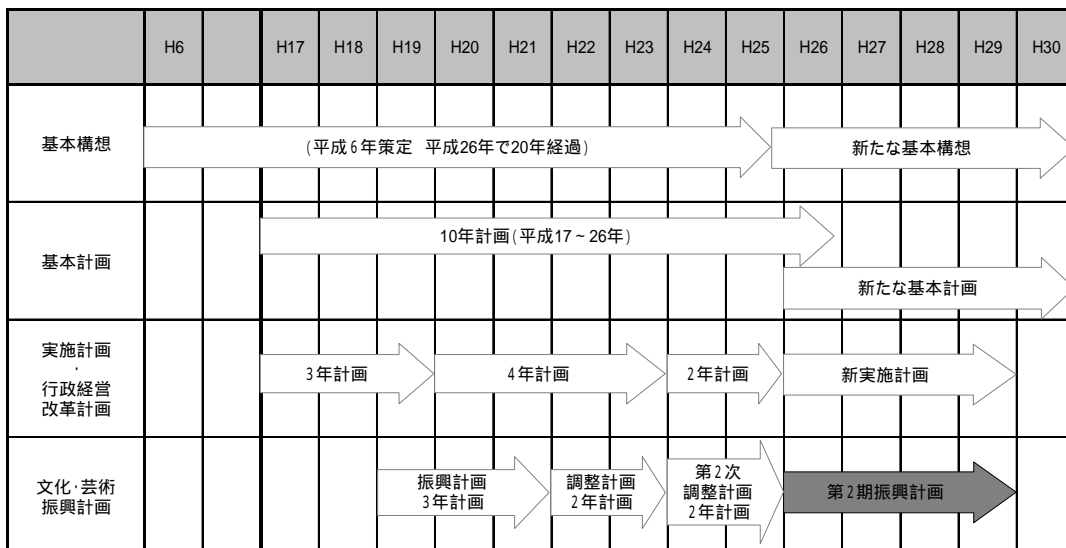 H6 H17 H18 H19 H20 H21 H22 H23 H24 H25 H26 H27 H28 H29 H30
基本構想
(平成6年策定 平成26年で20年経過)
新たな基本構想
基本計画
10年計画(平成17~26年)
新たな基本計画
実施計画
・
行政経営
改革計画
3年計画
4年計画
2年計画
新実施計画
文化・芸術
振興計画
振興計画
3年計画
調整計画
2年計画
第2次
調整計画
2年計画
第2期振興計画